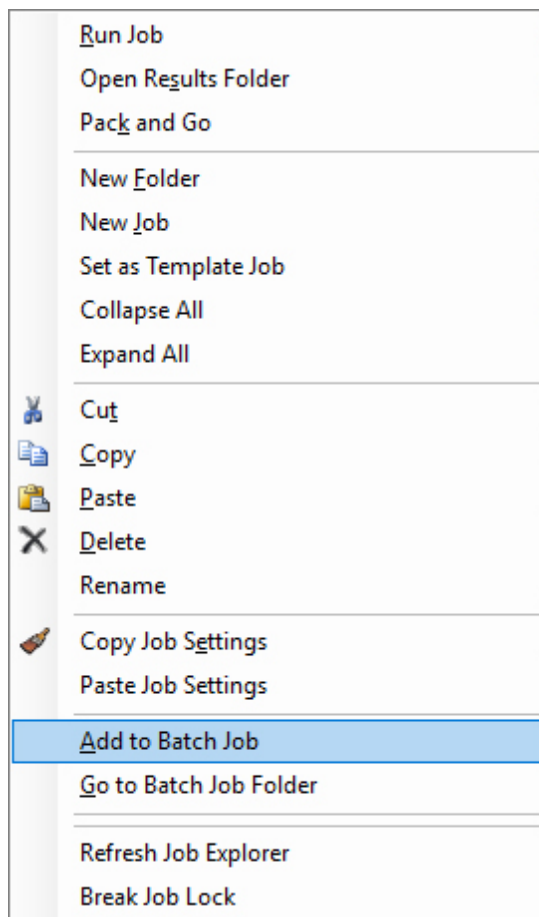 Run Job
Open Results Folder
Pack and Go
New Folder
New Job
Set as Template Job
Collapse All
Expand All
Cut
Copy
Paste
Delete
Rename
Copy Job Settings
Paste Job Settings
Add to Batch Job
Go to Batch Job Folder
Refresh Job Explorer
Break Job Lock